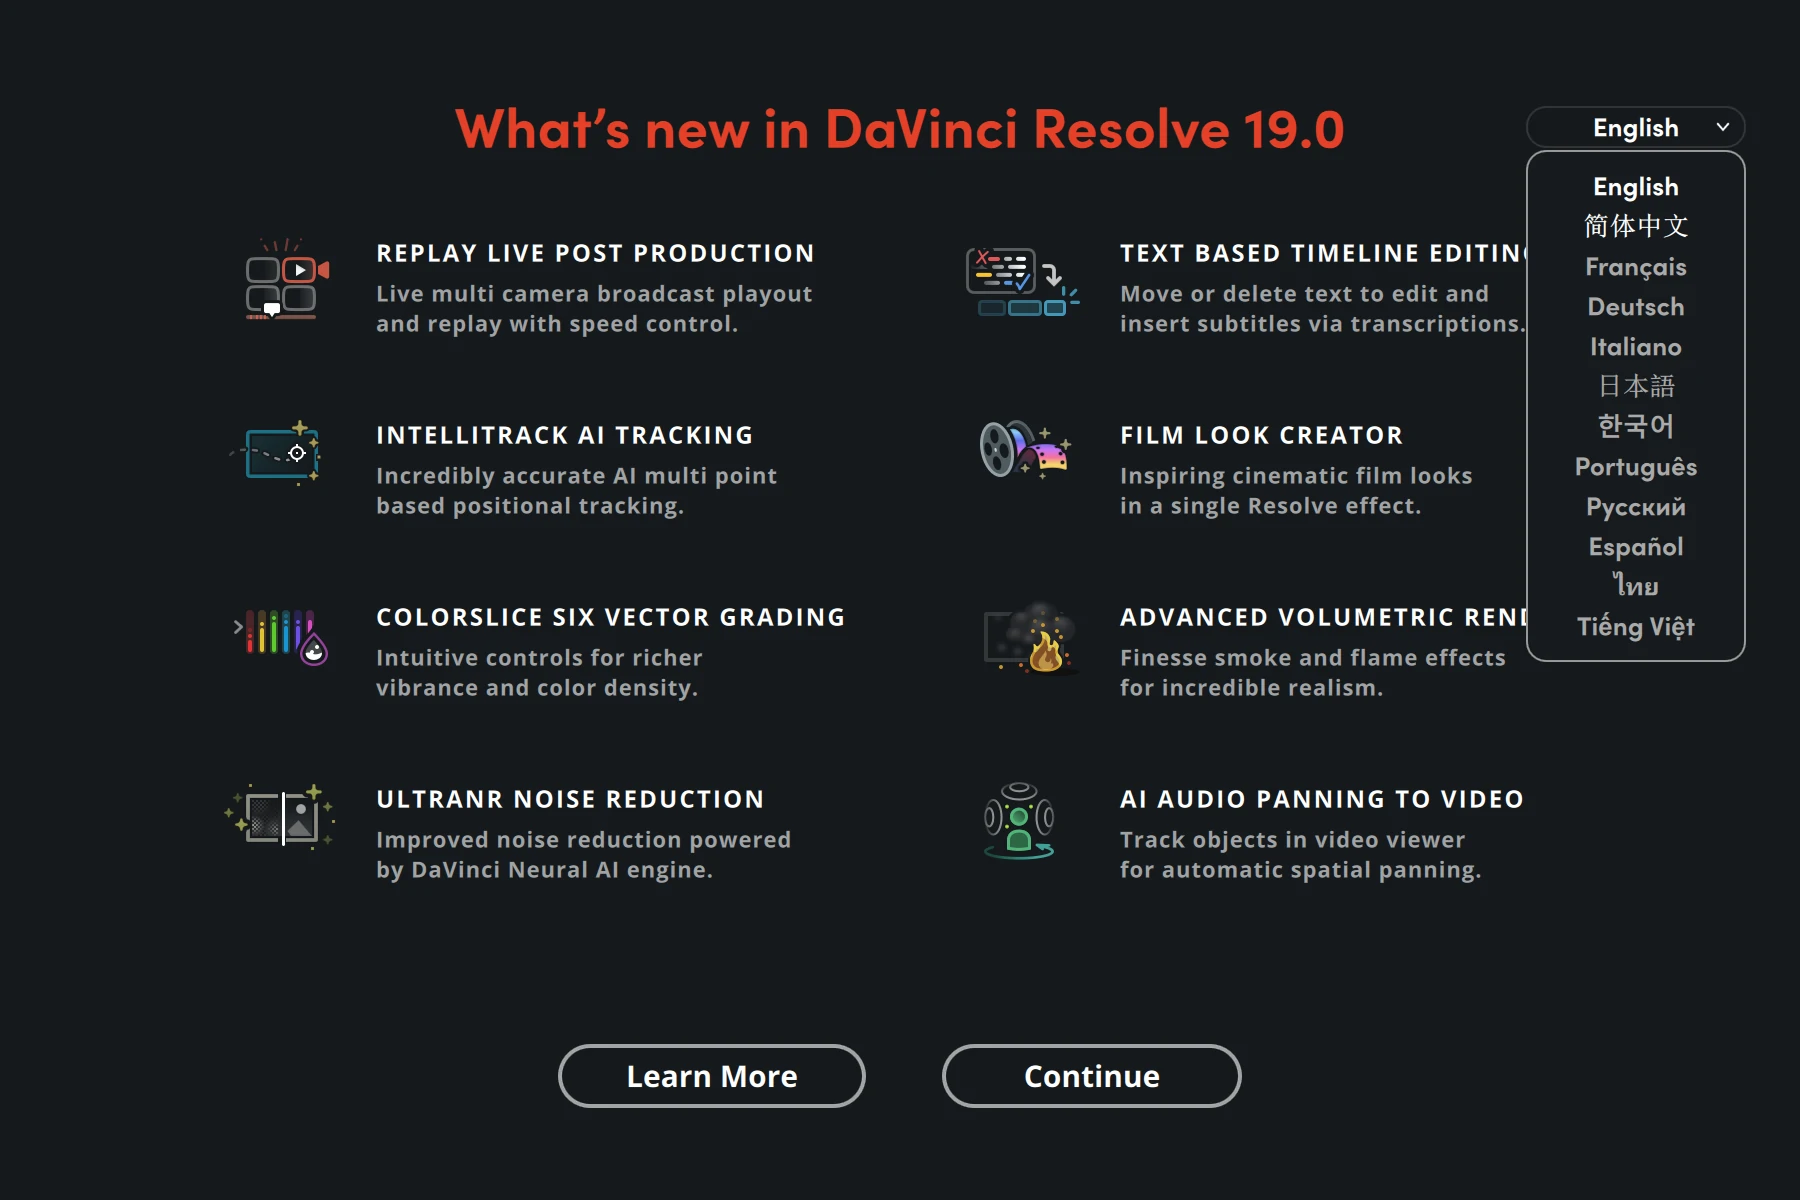 What's new in DaVinci Resolve 19.0
English
English
简体中文
Français
Deutsch
Italiano
日本語
한국어
Português
Русский
Español
ไทย
Tiếng Việt
REPLAY LIVE POST PRODUCTION
Live multi camera broadcast playout
and replay with speed control.
TEXT BASED TIMELINE EDITING
Move or delete text to edit and
insert subtitles via transcriptions.
INTELLITRACK AI TRACKING
Incredibly accurate AI multi point
based positional tracking.
FILM LOOK CREATOR
Inspiring cinematic film looks
in a single Resolve effect.
COLORSLICE SIX VECTOR GRADING
Intuitive controls for richer
vibrance and color density.
ADVANCED VOLUMETRIC
Finesse smoke and flame effects
for incredible realism.
ULTRANR NOISE REDUCTION
Improved noise reduction powered
by DaVinci Neural AI engine.
AI AUDIO PANNING TO VIDEO
Track objects in video viewer
for automatic spatial panning.
Learn More
Continue